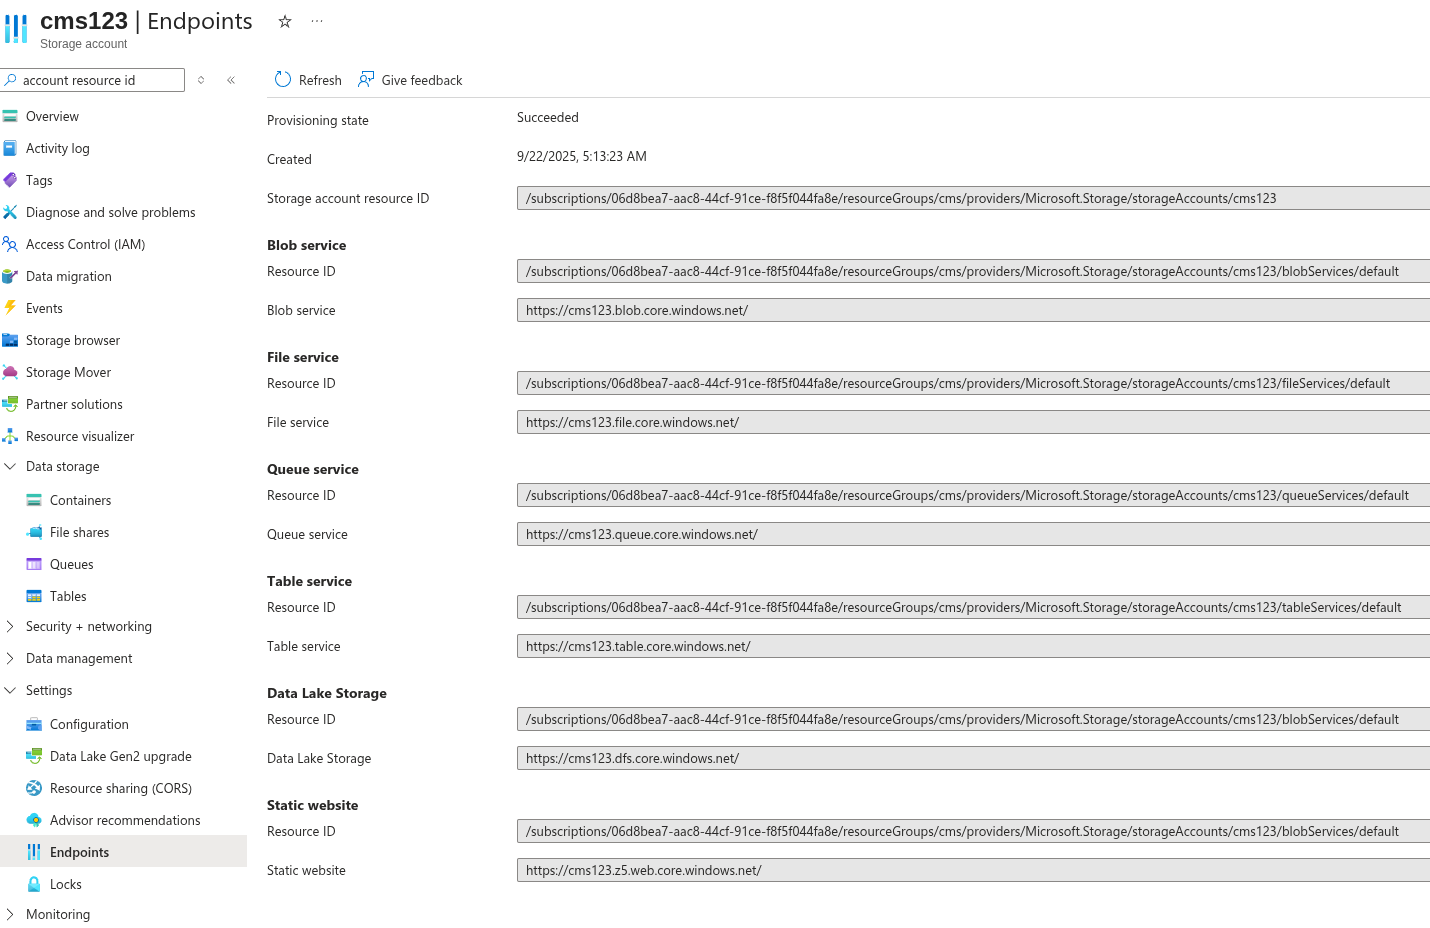 cms123 | Endpoints
Storage account
account resource id
Overview
Activity log
Tags
Diagnose and solve problems
Access Control (IAM)
Data migration
Events
Storage browser
Storage Mover
Partner solutions
Resource visualizer
Data storage
Containers
File shares
Queues
Tables
Security + networking
Data management
Settings
Configuration
Data Lake Gen2 upgrade
Resource sharing (CORS)
Advisor recommendations
Endpoints
Locks
Monitoring
Refresh Give feedback
Provisioning state Succeeded
Created 9/22/2025, 5:13:23 AM
Storage account resource ID /subscriptions/06d8bea7-aac8-44cf-91ce-f8f5f044fa8e/resourceGroups/cms/providers/Microsoft.Storage/storageAccounts/cms123
Blob service
Resource ID /subscriptions/06d8bea7-aac8-44cf-91ce-f8f5f044fa8e/resourceGroups/cms/providers/Microsoft.Storage/storageAccounts/cms123/blobServices/default
Blob service https://cms123.blob.core.windows.net/
File service
Resource ID /subscriptions/06d8bea7-aac8-44cf-91ce-f8f5f044fa8e/resourceGroups/cms/providers/Microsoft.Storage/storageAccounts/cms123/fileServices/default
File service https://cms123.file.core.windows.net/
Queue service
Resource ID /subscriptions/06d8bea7-aac8-44cf-91ce-f8f5f044fa8e/resourceGroups/cms/providers/Microsoft.Storage/storageAccounts/cms123/queueServices/default
Queue service https://cms123.queue.core.windows.net/
Table service
Resource ID /subscriptions/06d8bea7-aac8-44cf-91ce-f8f5f044fa8e/resourceGroups/cms/providers/Microsoft.Storage/storageAccounts/cms123/tableServices/default
Table service https://cms123.table.core.windows.net/
Data Lake Storage
Resource ID /subscriptions/06d8bea7-aac8-44cf-91ce-f8f5f044fa8e/resourceGroups/cms/providers/Microsoft.Storage/storageAccounts/cms123/blobServices/default
Data Lake Storage https://cms123.dfs.core.windows.net/
Static website
Resource ID /subscriptions/06d8bea7-aac8-44cf-91ce-f8f5f044fa8e/resourceGroups/cms/providers/Microsoft.Storage/storageAccounts/cms123/blobServices/default
Static website https://cms123.z5.web.core.windows.net/